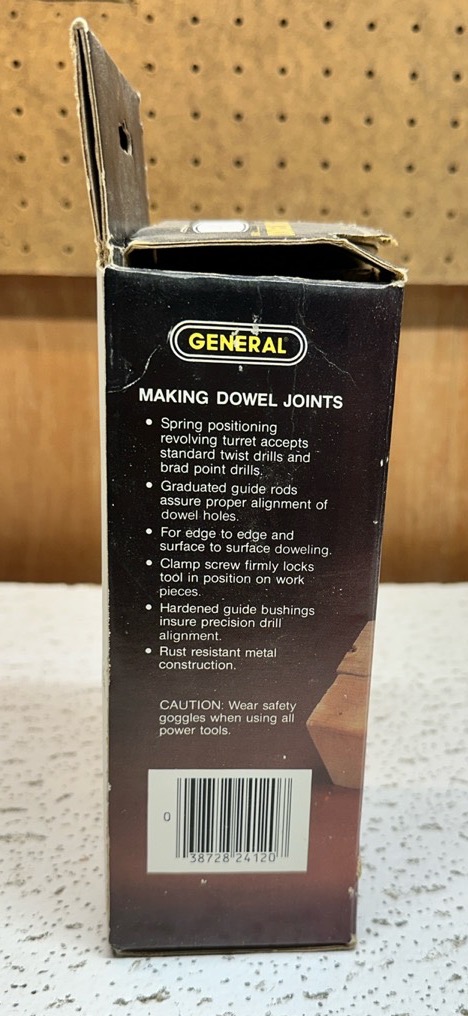 GENERAL
MAKING DOWEL JOINTS
• Spring positioning
revolving turret accepts
standard twist drills and
brad point drills.
• Graduated guide rods
assure proper alignment of
dowel holes.
• For edge to edge and
surface to surface doweling.
• Clamp screw firmly locks
tool in position on work
pieces.
• Hardened guide bushings
insure precision drill
alignment.
• Rust resistant metal
construction.
CAUTION: Wear safety
goggles when using all
power tools.
0 38728 24120